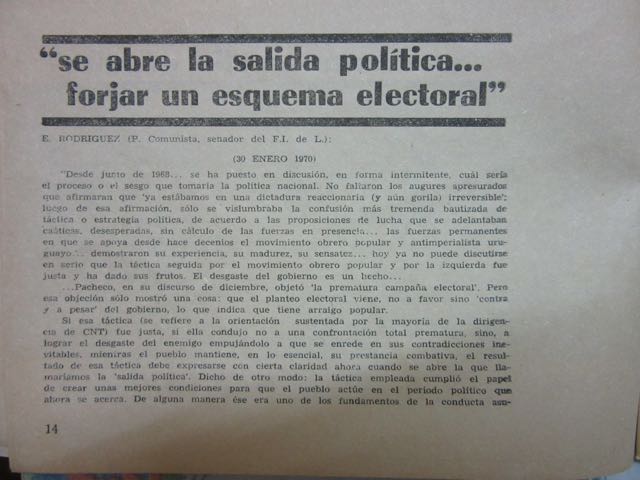 “se abre la salida política...
forjar un esquema electoral”
E. RODRIGUEZ (P. Comunista, senador del F.I. de L.):
(30 ENERO 1970)
"Desde junio de 1968... se ha puesto en discusión, en forma intermitente, cuál sería
el proceso o el sesgo que tomaría la política nacional. No faltaron los augures apresurados
que afirmaran que 'ya estábamos en una dictadura reaccionaria (y aún gorila) irreversible';
luego de esa afirmación, sólo se vislumbraba la confusión más tremenda bautizada de
táctica o estrategia política, de acuerdo a las proposiciones de lucha que se adelantaban
caóticas, desesperadas, sin cálculo de las fuerzas en presencia... las fuerzas permanentes
en que se apoya desde hace decenios el movimiento obrero popular y antimperialista uru-
guayo... demostraron su experiencia, su madurez, su sensatez... hoy ya no puede discutirse
en serio que la táctica seguida por el movimiento obrero popular y por la izquierda fue
justa y ha dado sus frutos. El desgaste del gobierno es un hecho...
...Pacheco, en su discurso de diciembre, objetó 'la prematura campaña electoral'. Pero
esa objeción sólo mostró una cosa: que el planteo electoral viene, no a favor sino 'contra
y a pesar' del gobierno, lo que indica que tiene arraigo popular.
Si esa táctica (se refiere a la orientación sustentada por la mayoría de la dirigen-
cia de CNT) fue justa, si ella condujo no a una confrontación total prematura, sino, a
lograr el desgaste del enemigo empujándolo a que se enrede en sus contradicciones ine-
vitables, mieniras el pueblo mantiene, en lo esencial, su prestancia combativa, el resul-
tado de esa táctica debe expresarse con cierta claridad ahora cuando se abre la que lla-
maríamos la 'salida política'. Dicho de otro modo: la táctica empleada cumplió el papel
de crear unas mejores condiciones para que el pueblo actúe en el período político que
ahora se acerca. De alguna manera ése era uno de los fundamentos de la conducta asu-
14